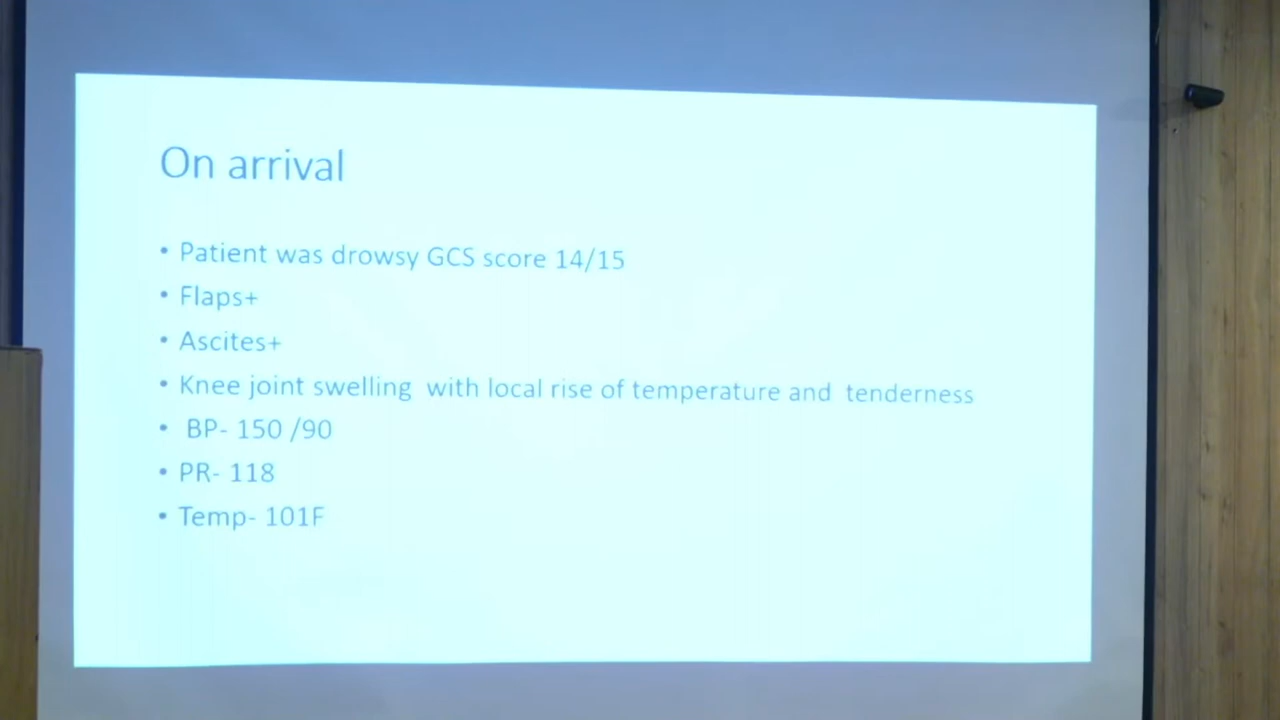 On arrival
• Patient was drowsy GCS score 14/15
• Flaps+
• Ascites+
• Knee joint swelling with local rise of temperature and tenderness
• BP- 150 /90
• PR- 118
• Temp- 101F